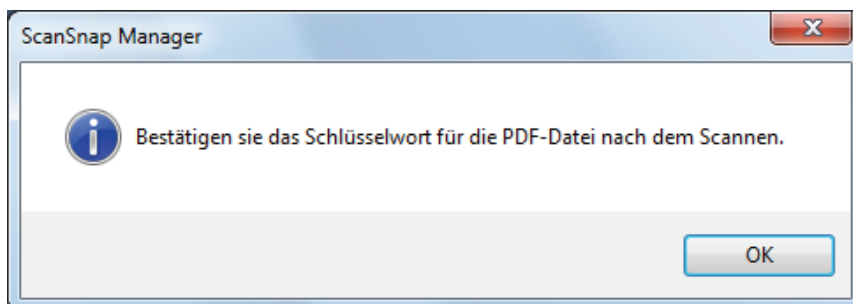 ScanSnap Manager
Bestätigen sie das Schlüsselwort für die PDF-Datei nach dem Scannen.
OK